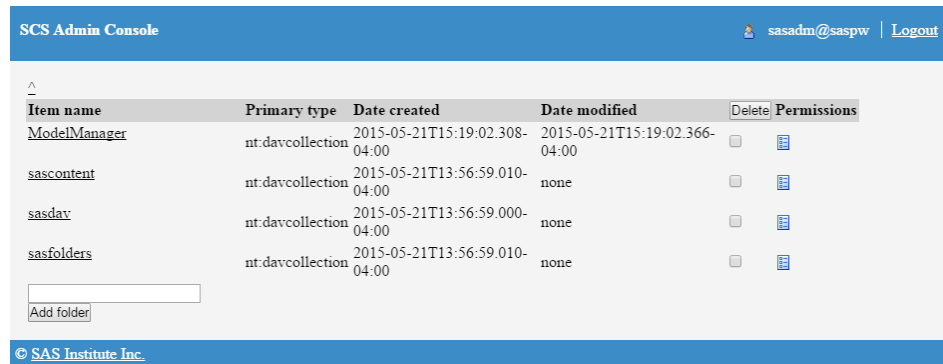 SCS Admin Console
sasadm@saspw | Logout
^
Item name Primary type Date created Date modified Delete Permissions
ModelManager nt:davcollection 2015-05-21T15:19:02.308- 2015-05-21T15:19:02.366-
04:00 04:00
sascontent nt:davcollection 2015-05-21T13:56:59.010- none
04:00
sasdav nt:davcollection 2015-05-21T13:56:59.000- none
04:00
sasfolders nt:davcollection 2015-05-21T13:56:59.010- none
04:00
Add folder
© SAS Institute Inc.